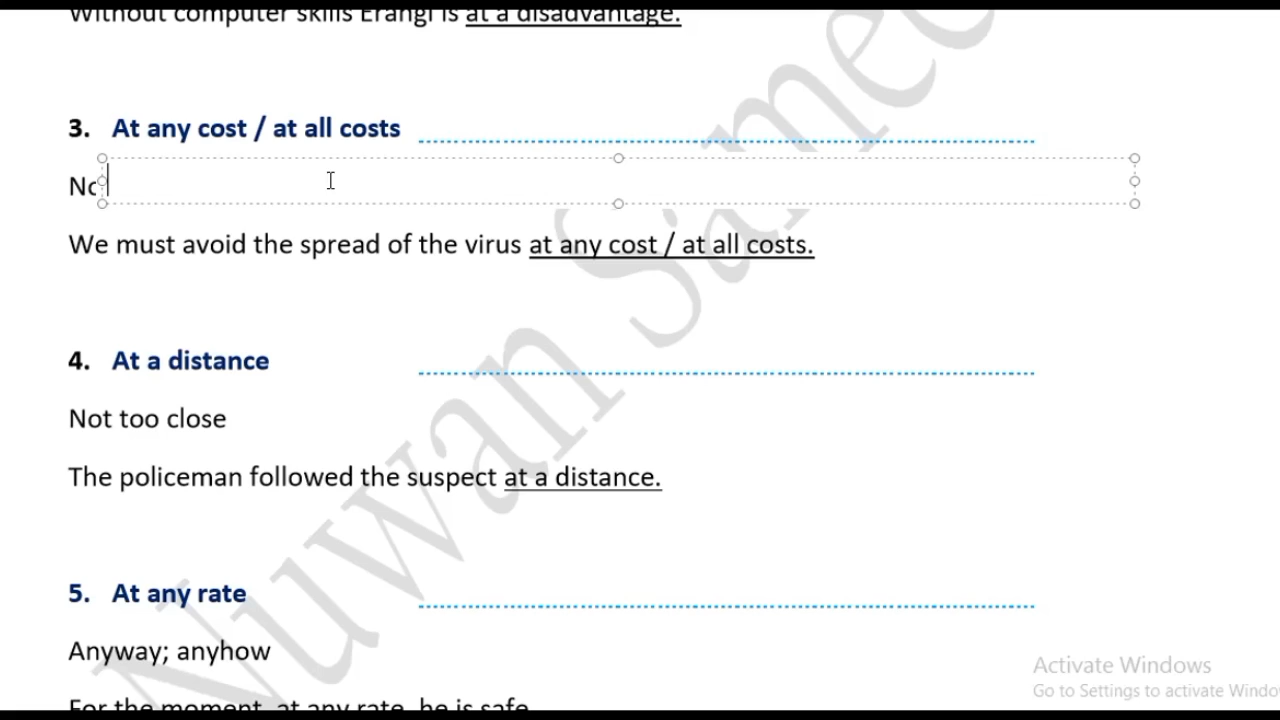 Without computer skills Erangi is at a disadvantage.
3. At any cost / at all costs
We must avoid the spread of the virus at any cost / at all costs.
4. At a distance
Not too close
The policeman followed the suspect at a distance.
5. At any rate
Anyway; anyhow
For the moment, at any rate, he is safe.
Nuwan
Activate Windows
Go to Settings to activate Windo